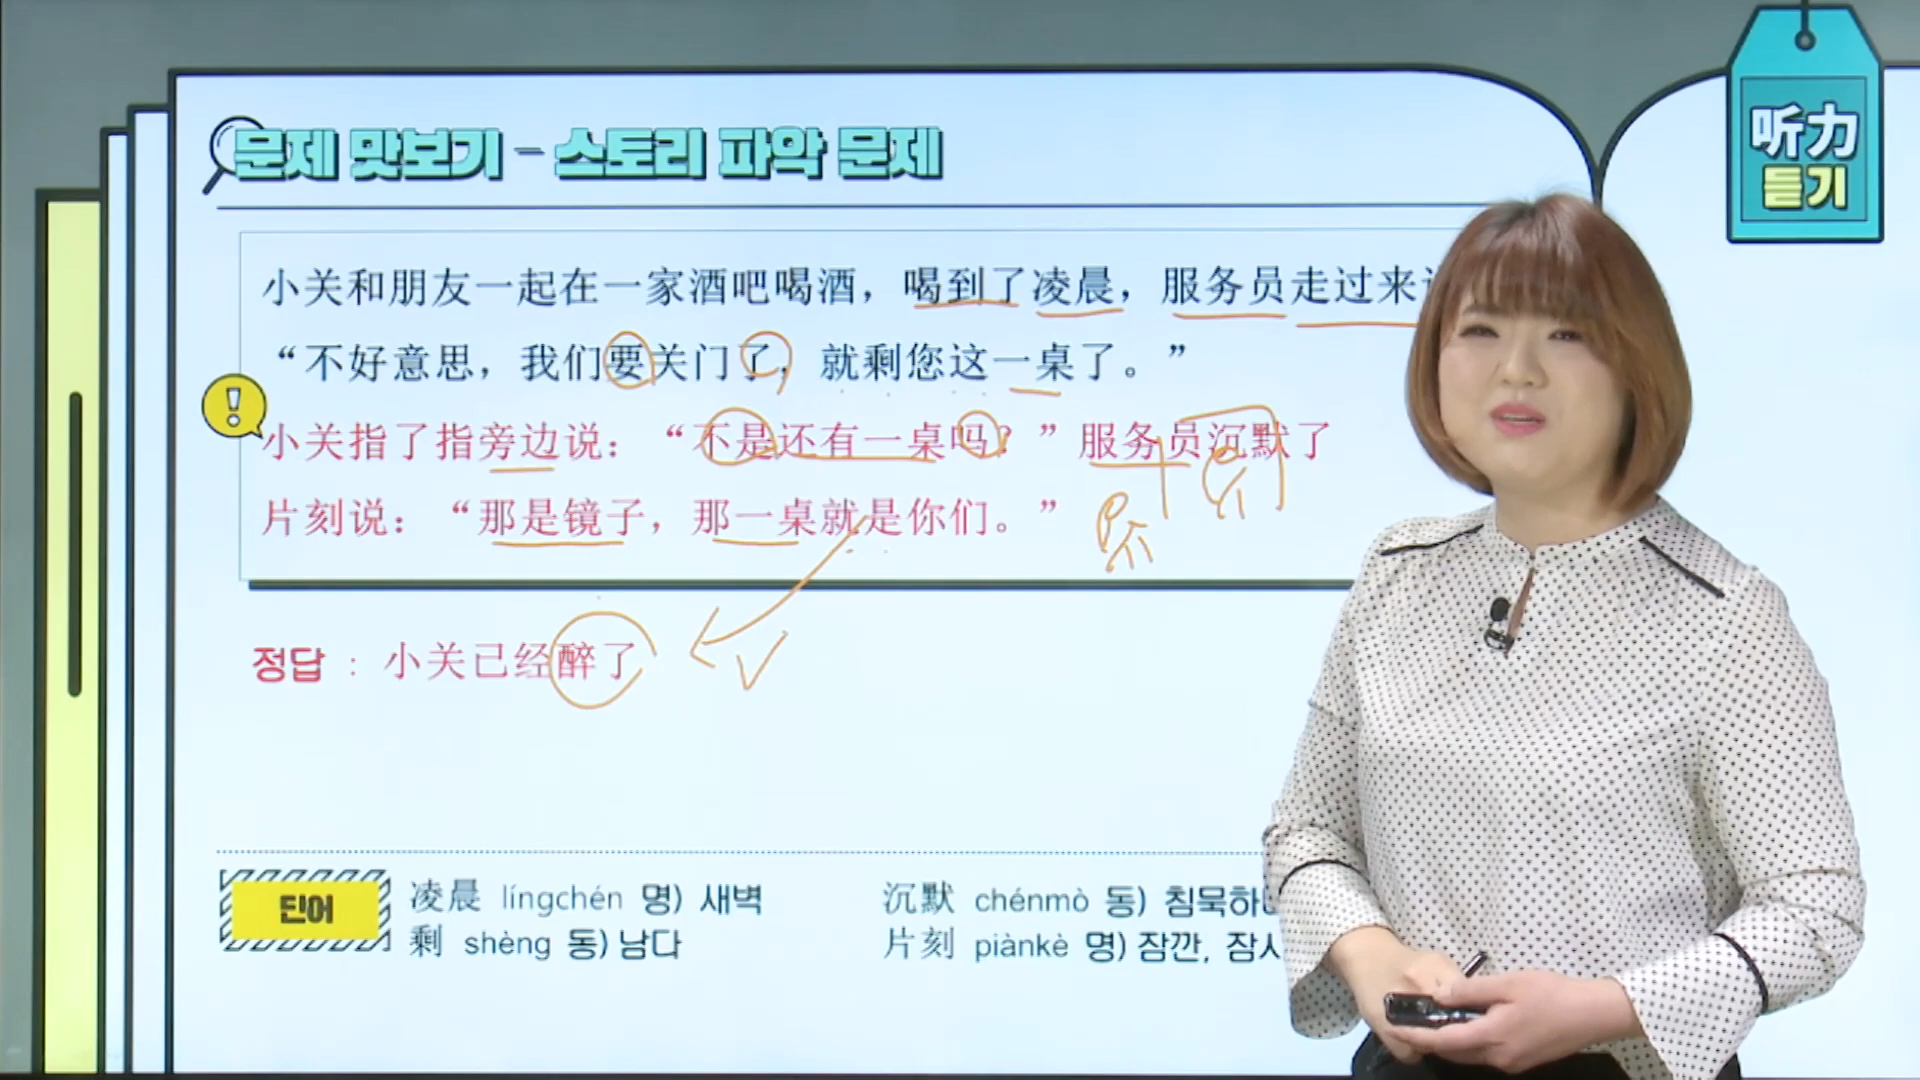 문제 맛보기 - 스토리 파악 문제
听力
듣기
小关和朋友一起在一家酒吧喝酒，喝到了凌晨，服务员走过来
“不好意思，我们要关门了，就剩您这一桌了。”
小关指了指旁边说：“不是还有一桌吗？”服务员沉默了
片刻说：“那是镜子，那一桌就是你们。”
정답 : 小关已经醉了
단어
凌晨 língchén 명) 새벽
沉默 chénmò 동) 침묵하
剩 shèng 동) 남다
片刻 piànkè 명) 잠깐, 잠시